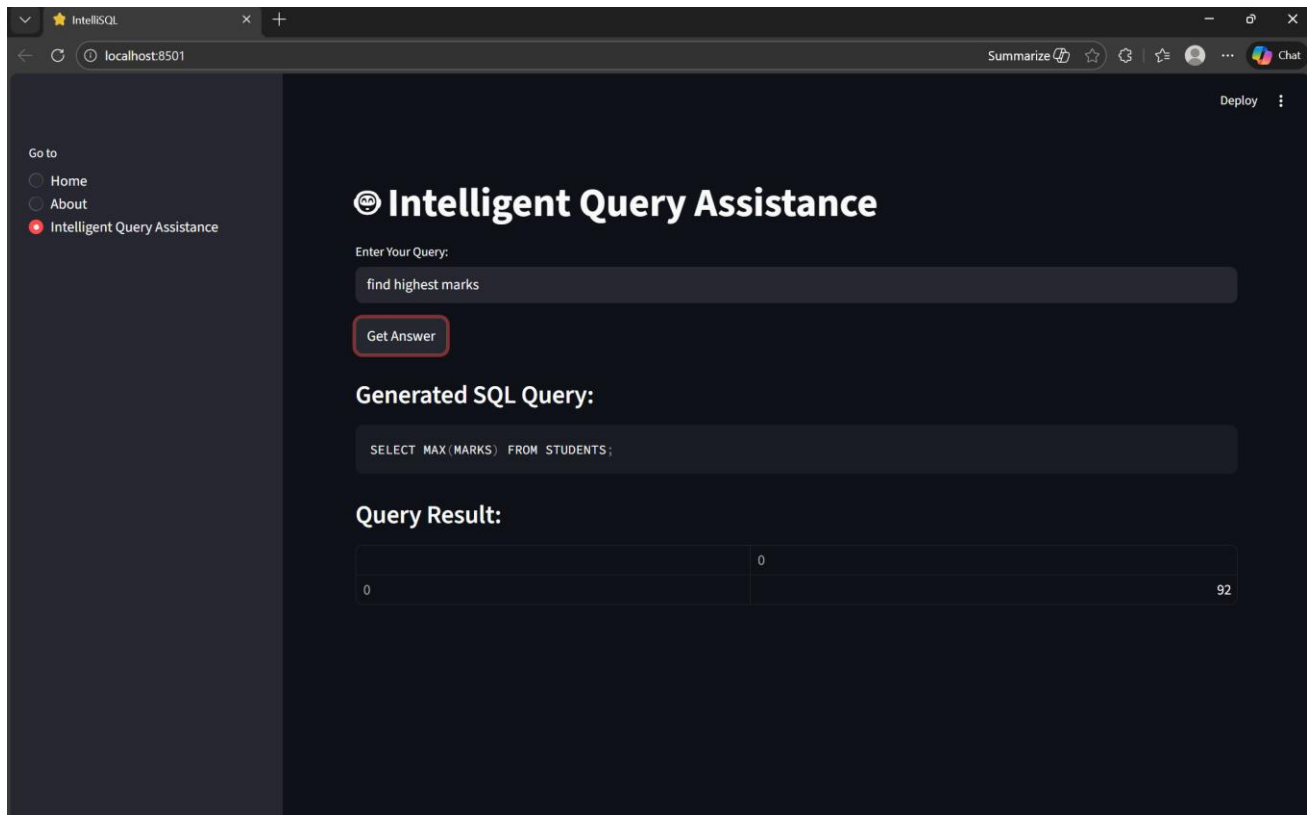 IntelliSQL
localhost:8501
Summarize
Chat
Deploy
Go to
Home
About
Intelligent Query Assistance
Intelligent Query Assistance
Enter Your Query:
find highest marks
Get Answer
Generated SQL Query:
SELECT MAX(MARKS) FROM STUDENTS;
Query Result:
0
0 92